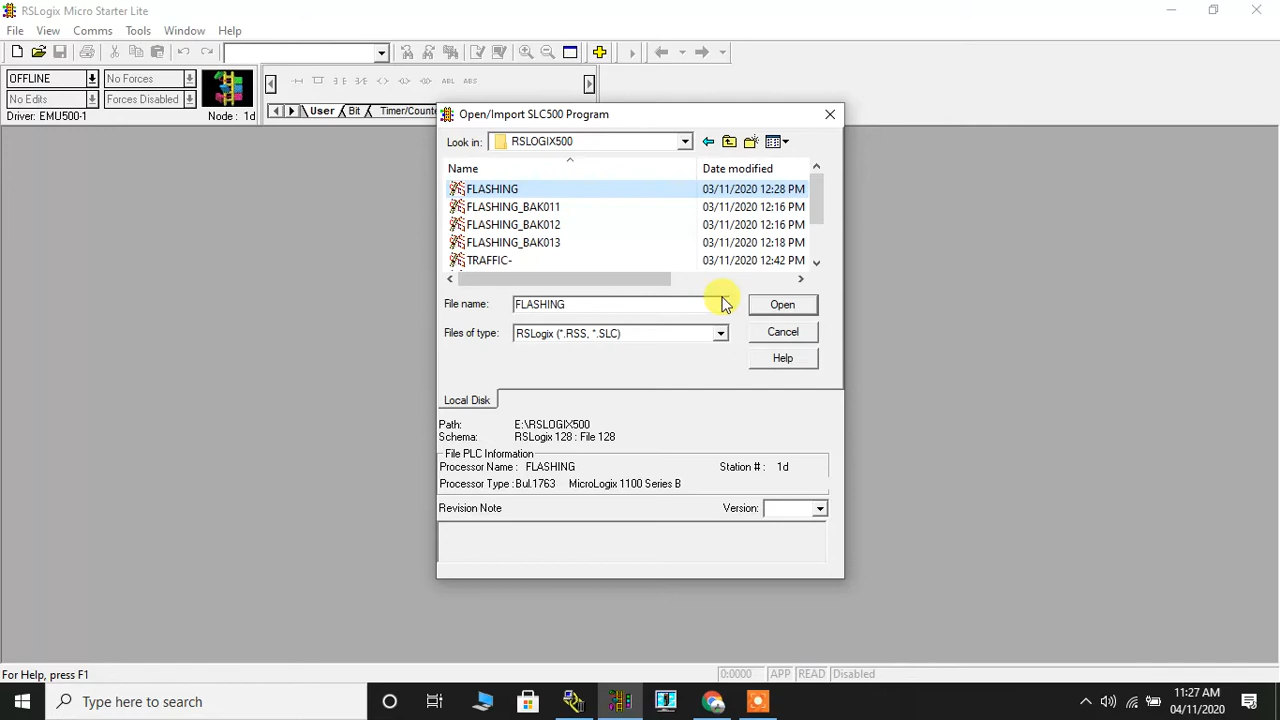 RSLogix Micro Starter Lite
File View Comms Tools Window Help
OFFLINE No Forces
No Edits Forces Disabled
ABL ABS
Driver: EMU500-1 Node : 1d
User Bit Timer/Counte
Open/Import SLC500 Program
Look in: RSLOGIX500
Name Date modified
FLASHING 03/11/2020 12:28 PM
FLASHING_BAK011 03/11/2020 12:16 PM
FLASHING_BAK012 03/11/2020 12:16 PM
FLASHING_BAK013 03/11/2020 12:18 PM
TRAFFIC- 03/11/2020 12:42 PM
File name: FLASHING Open
Files of type: RSLogix (*.RSS, *.SLC) Cancel
Help
Local Disk
Path: E:\RSLOGIX500
Schema: RSLogix 128 : File 128
File PLC Information
Processor Name : FLASHING Station # : 1d
Processor Type : Bul.1763 MicroLogix 1100 Series B
Revision Note Version:
For Help, press F1 0:0000 APP READ Disabled
Type here to search 11:27 AM
04/11/2020